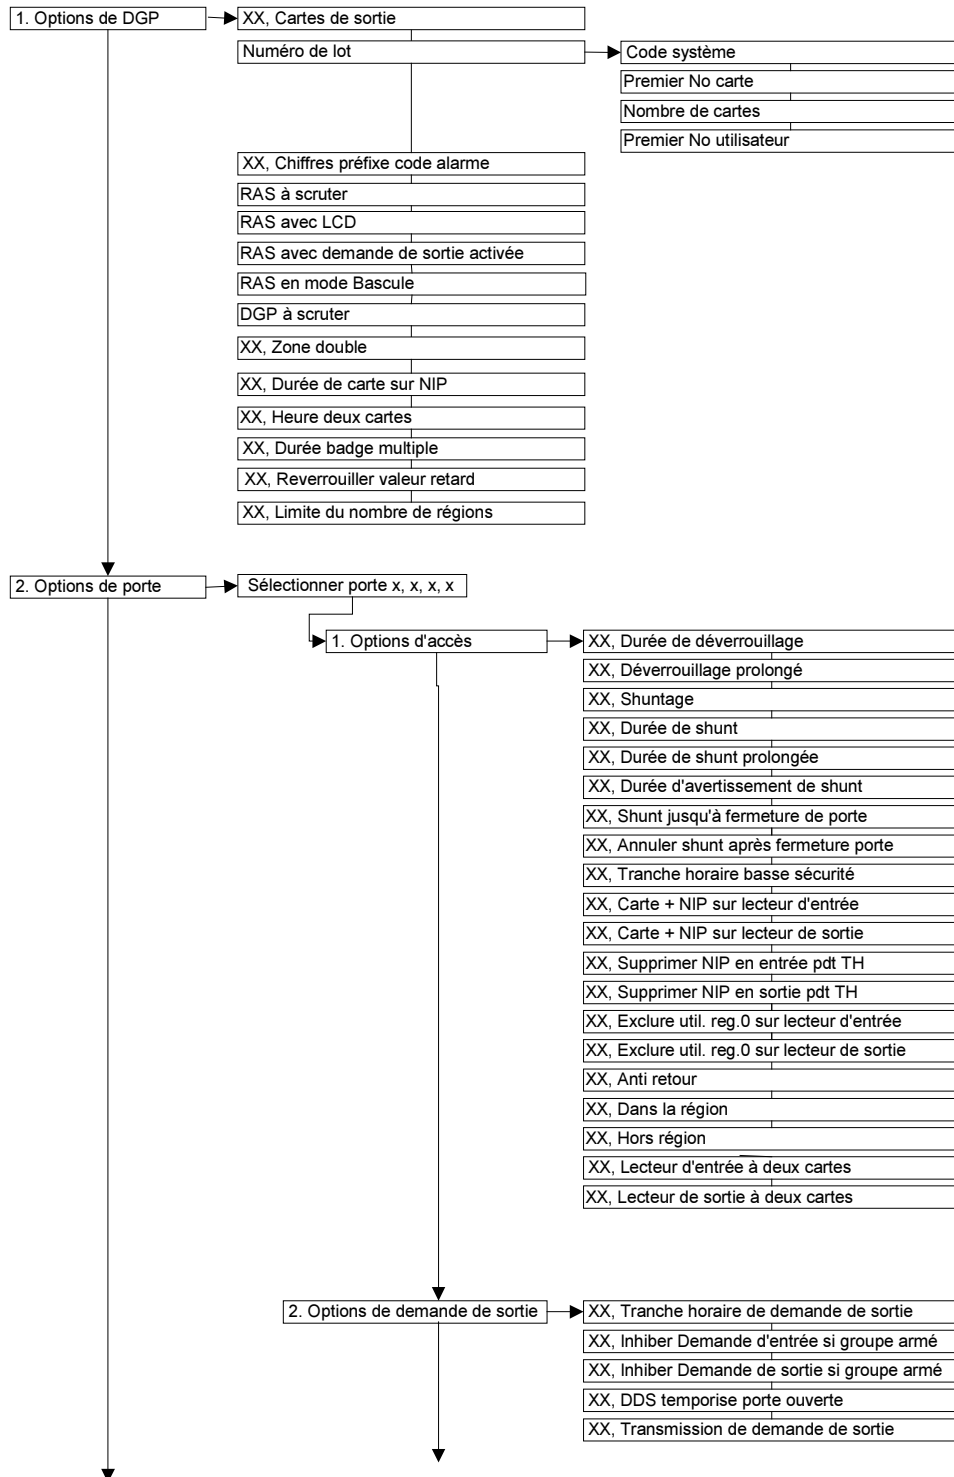 1. Options de DGP
XX, Cartes de sortie
Numéro de lot
Code système
Premier No carte
Nombre de cartes
Premier No utilisateur
XX, Chiffres préfixe code alarme
RAS à scruter
RAS avec LCD
RAS avec demande de sortie activée
RAS en mode Bascule
DGP à scruter
XX, Zone double
XX, Durée de carte sur NIP
XX, Heure deux cartes
XX, Durée badge multiple
XX, Reverrouiller valeur retard
XX, Limite du nombre de régions
2. Options de porte
Sélectionner porte x, x, x, x
1. Options d'accès
XX, Durée de déverrouillage
XX, Déverrouillage prolongé
XX, Shuntage
XX, Durée de shunt
XX, Durée de shunt prolongée
XX, Durée d'avertissement de shunt
XX, Shunt jusqu'à fermeture de porte
XX, Annuler shunt après fermeture porte
XX, Tranche horaire basse sécurité
XX, Carte + NIP sur lecteur d'entrée
XX, Carte + NIP sur lecteur de sortie
XX, Supprimer NIP en entrée pdt TH
XX, Supprimer NIP en sortie pdt TH
XX, Exclure util. reg.0 sur lecteur d'entrée
XX, Exclure util. reg.0 sur lecteur de sortie
XX, Anti retour
XX, Dans la région
XX, Hors région
XX, Lecteur d'entrée à deux cartes
XX, Lecteur de sortie à deux cartes
2. Options de demande de sortie
XX, Tranche horaire de demande de sortie
XX, Inhiber Demande d'entrée si groupe armé
XX, Inhiber Demande de sortie si groupe armé
XX, DDS temporise porte ouverte
XX, Transmission de demande de sortie